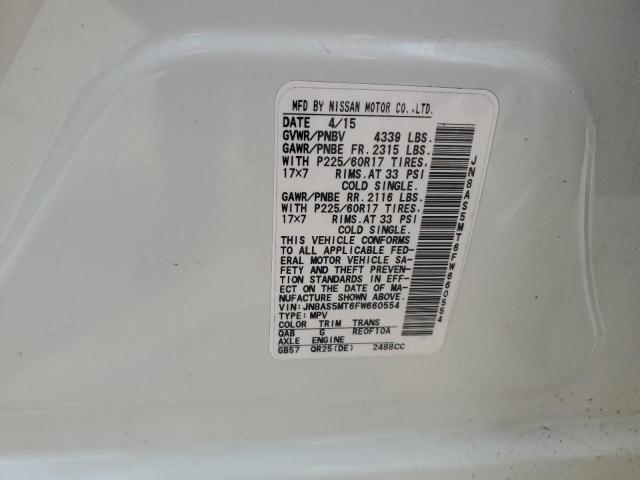 MFD BY NISSAN MOTOR CO.,LTD.
DATE 4/15
GVWR/PNBV 4339 LBS.
GAWR/PNBE FR. 2315 LBS.
WITH P225/60R17 TIRES.
17×7 RIMS.AT 33 PSI
COLD SINGLE.
GAWR/PNBE RR. 2116 LBS.
WITH P225/60R17 TIRES.
17×7 RIMS.AT 33 PSI
COLD SINGLE.
THIS VEHICLE CONFORMS
TO ALL APPLICABLE FED-
ERAL MOTOR VEHICLE SA-
FETY AND THEFT PREVEN-
TION STANDARDS IN EFF-
ECT ON THE DATE OF MA-
NUFACTURE SHOWN ABOVE.
VIN: JN8AS5MT6FW660554
TYPE: MPV
COLOR TRIM TRANS
QAB G RE0F10A
AXLE ENGINE
GB57 QR25(DE) 2488CC
JN8AS5MT6FW660554